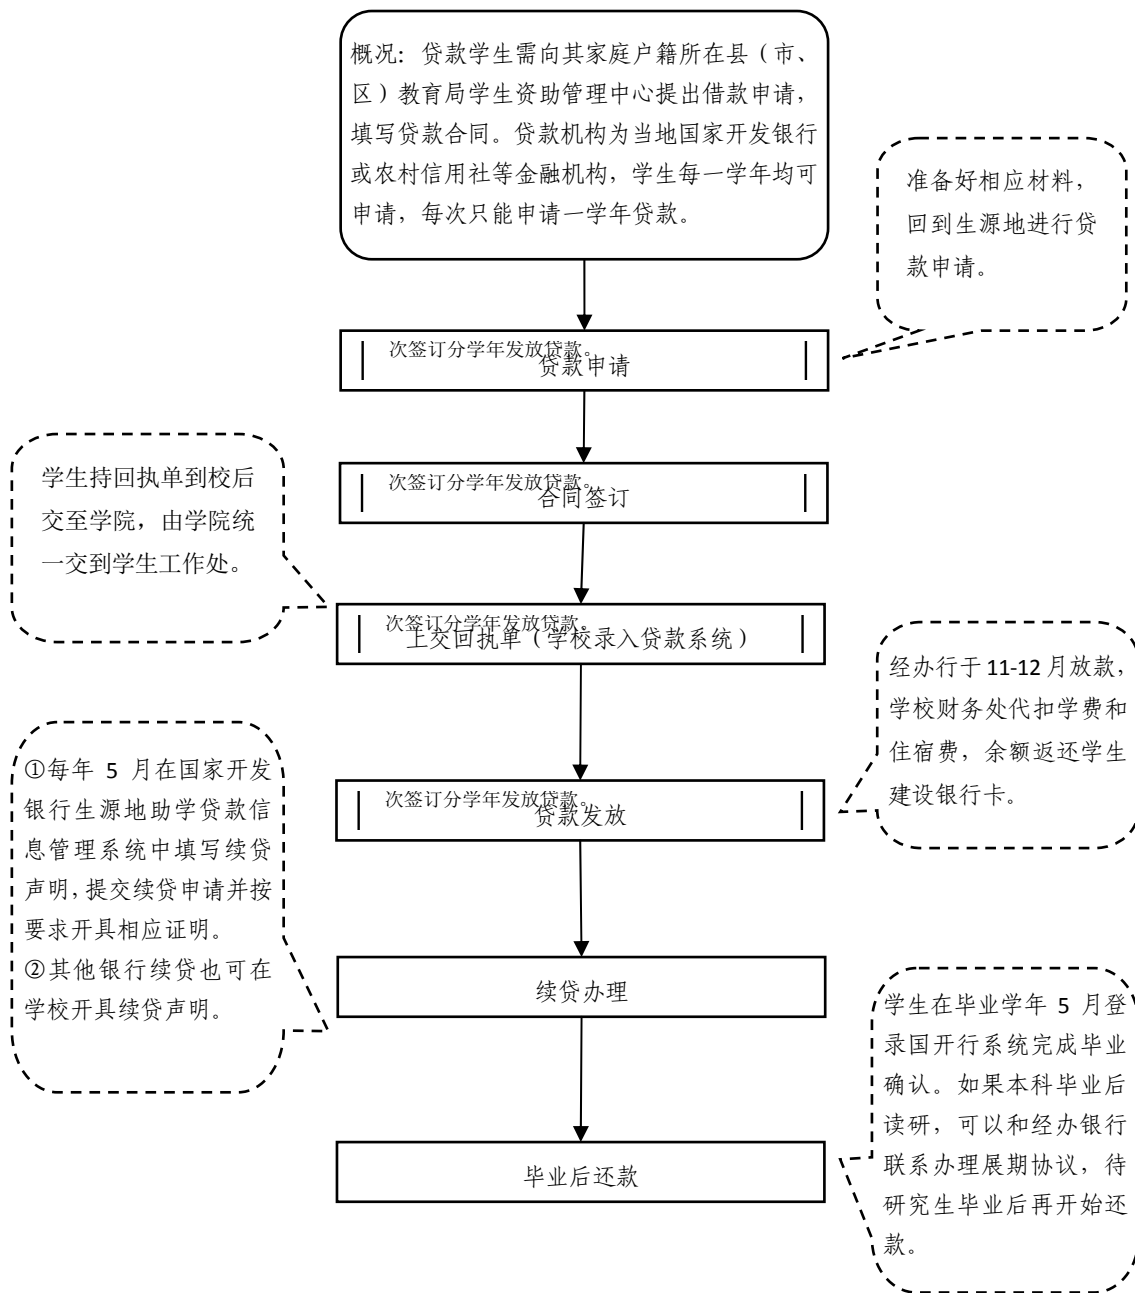 概况：贷款学生需向其家庭户籍所在县（市、
区）教育局学生资助管理中心提出借款申请，
填写贷款合同。贷款机构为当地国家开发银行
或农村信用社等金融机构，学生每一学年均可
申请，每次只能申请一学年贷款。
准备好相应材料，
回到生源地进行贷
款申请。
次签订分学年发放贷款。
贷款申请
次签订分学年发放贷款。
合同签订
学生持回执单到校后
交至学院，由学院统
一交到学生工作处。
次签订分学年发放贷款。
上交回执单（学校录入贷款系统）
经办行于 11-12 月放款，
学校财务处代扣学费和
住宿费，余额返还学生
建设银行卡。
次签订分学年发放贷款。
贷款发放
①每年 5 月在国家开发
银行生源地助学贷款信
息管理系统中填写续贷
声明，提交续贷申请并按
要求开具相应证明。
②其他银行续贷也可在
学校开具续贷声明。
续贷办理
学生在毕业学年 5 月登
录国开行系统完成毕业
确认。如果本科毕业后
读研，可以和经办银行
联系办理展期协议，待
研究生毕业后再开始还
款。
毕业后还款